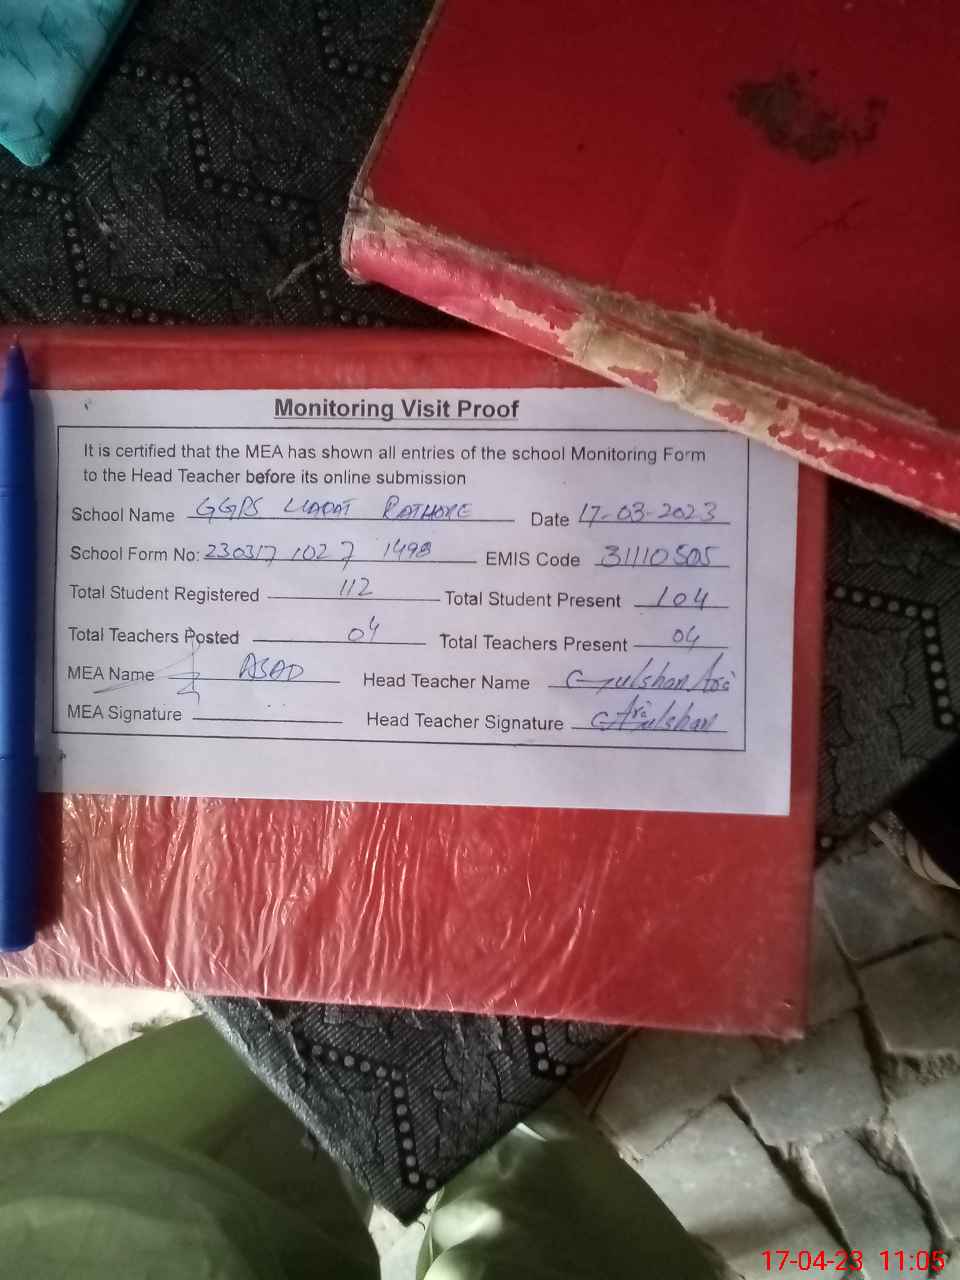 Monitoring Visit Proof
It is certified that the MEA has shown all entries of the school Monitoring Form
to the Head Teacher before its online submission
School Name GGPS LIAQAT RATHORE Date 17-03-2023
School Form No: 230317 1027 1498 EMIS Code 31110505
Total Student Registered 112 Total Student Present 104
Total Teachers Posted 04 Total Teachers Present 04
MEA Name ASAD Head Teacher Name Gulshan Ara
MEA Signature Head Teacher Signature Gulshan Ara
17-04-23 11:05